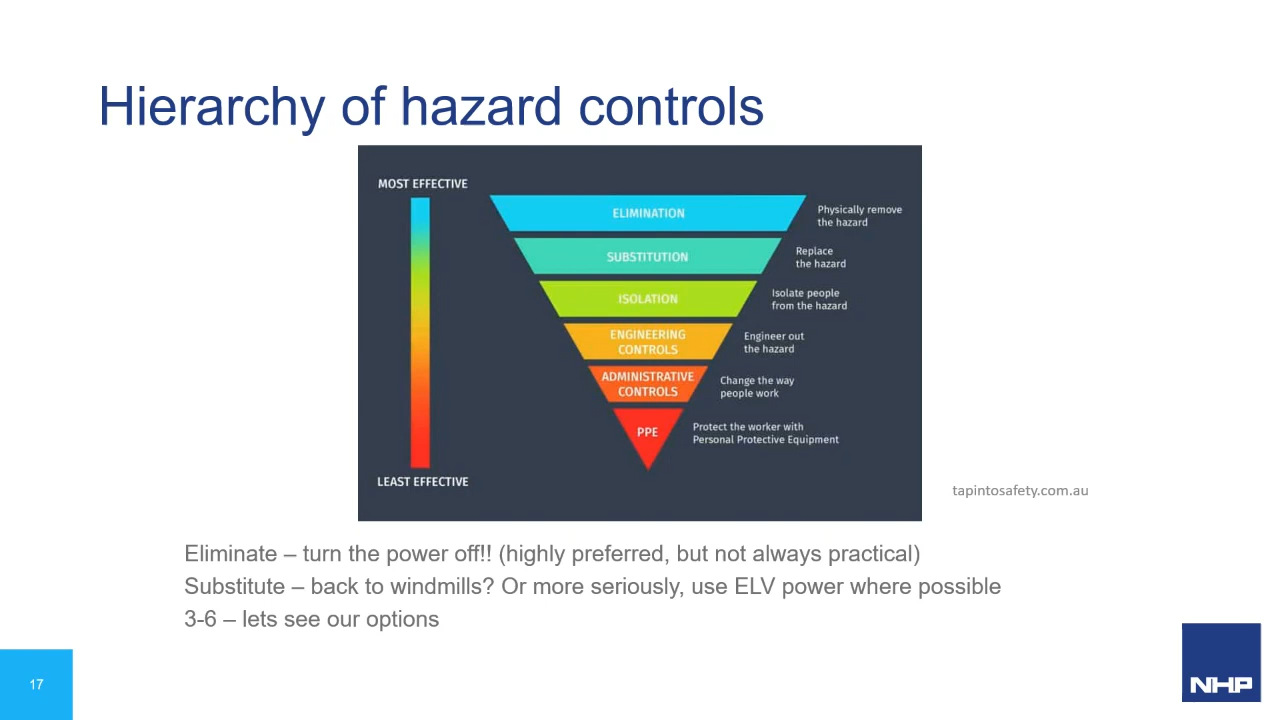 Hierarchy of hazard controls
MOST EFFECTIVE
ELIMINATION
Physically remove
the hazard
SUBSTITUTION
Replace
the hazard
ISOLATION
Isolate people
from the hazard
ENGINEERING
CONTROLS
Engineer out
the hazard
ADMINISTRATIVE
CONTROLS
Change the way
people work
PPE
Protect the worker with
Personal Protective Equipment
LEAST EFFECTIVE
tapintosafety.com.au
Eliminate – turn the power off!! (highly preferred, but not always practical)
Substitute – back to windmills? Or more seriously, use ELV power where possible
3-6 – lets see our options
17
NHP